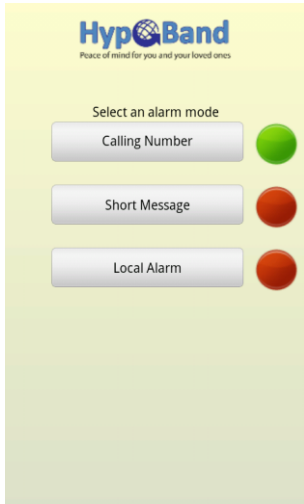 HypoBand
Peace of mind for you and your loved ones
Select an alarm mode
Calling Number
Short Message
Local Alarm